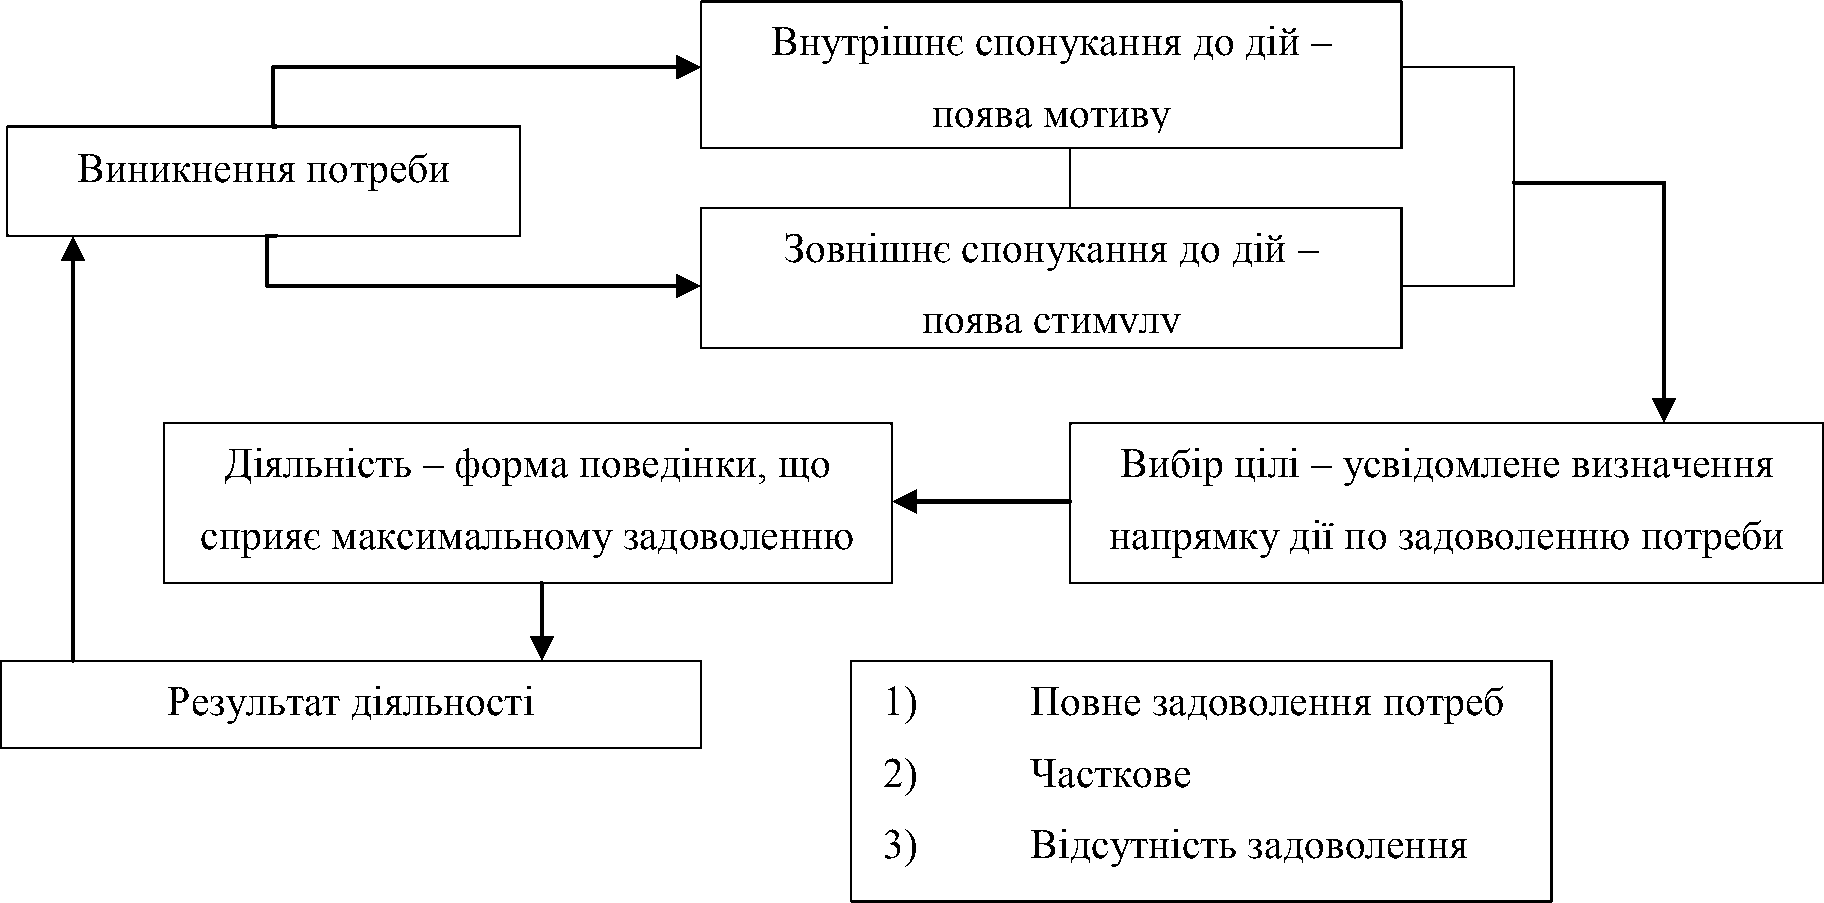 Внутрішнє спонукання до дій –
поява мотиву
Виникнення потреби
Зовнішнє спонукання до дій –
поява стимулу
Діяльність – форма поведінки, що
сприяє максимальному задоволенню
Вибір цілі – усвідомлене визначення
напрямку дії по задоволенню потреби
Результат діяльності
1) Повне задоволення потреб
2) Часткове
3) Відсутність задоволення